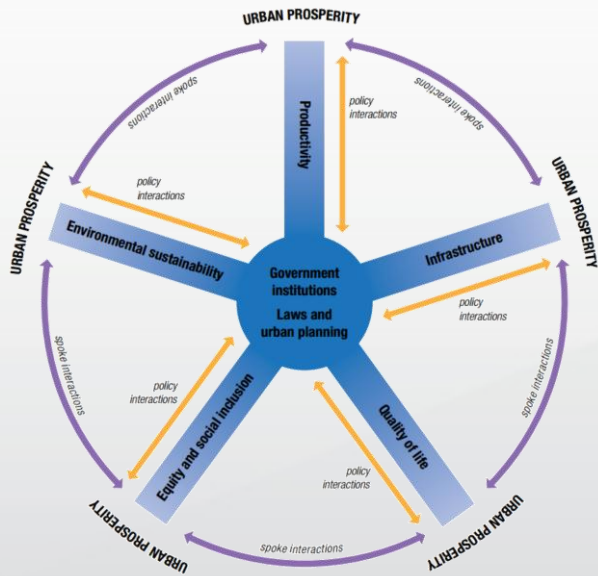 URBAN PROSPERITY
spoke interactions
spoke interactions
Productivity
policy
interactions
URBAN PROSPERITY
URBAN PROSPERITY
policy
interactions
Environmental sustainability
Infrastructure
Government
institutions
Laws and
urban planning
policy
interactions
spoke interactions
spoke interactions
policy
interactions
Equity and social inclusion
Quality of life
policy
interactions
URBAN PROSPERITY
URBAN PROSPERITY
URBAN PROSPERITY
spoke interactions